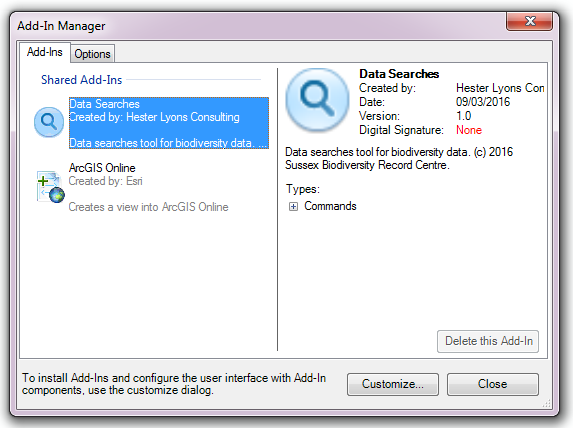 Add-In Manager
Add-Ins
Options
Shared Add-Ins
Data Searches
Created by: Hester Lyons Consulting
Data searches tool for biodiversity data. ...
ArcGIS Online
Created by: Esri
Creates a view into ArcGIS Online
Data Searches
Created by: Hester Lyons Con
Date: 09/03/2016
Version: 1.0
Digital Signature: None
Data searches tool for biodiversity data. (c) 2016
Sussex Biodiversity Record Centre.
Types:
Commands
Delete this Add-In
To install Add-Ins and configure the user interface with Add-In
components, use the customize dialog.
Customize...
Close